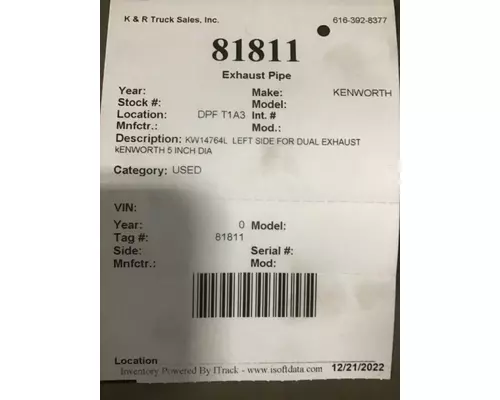 K & R Truck Sales, Inc. 616-392-8377
81811
Exhaust Pipe
Year: Make: KENWORTH
Stock #: Model:
Location: DPF T1A3 Int. #
Mnfctr.: Mod.:
Description: KW14764L LEFT SIDE FOR DUAL EXHAUST
kENWORTH 5 INCH DIA
Category: USED
VIN:
Year: 0 Model:
Tag #: 81811
Side: Serial #:
Mnfctr.: Mod:
Location
Inventory Powered By ITrack - www.isoftdata.com 12/21/2022